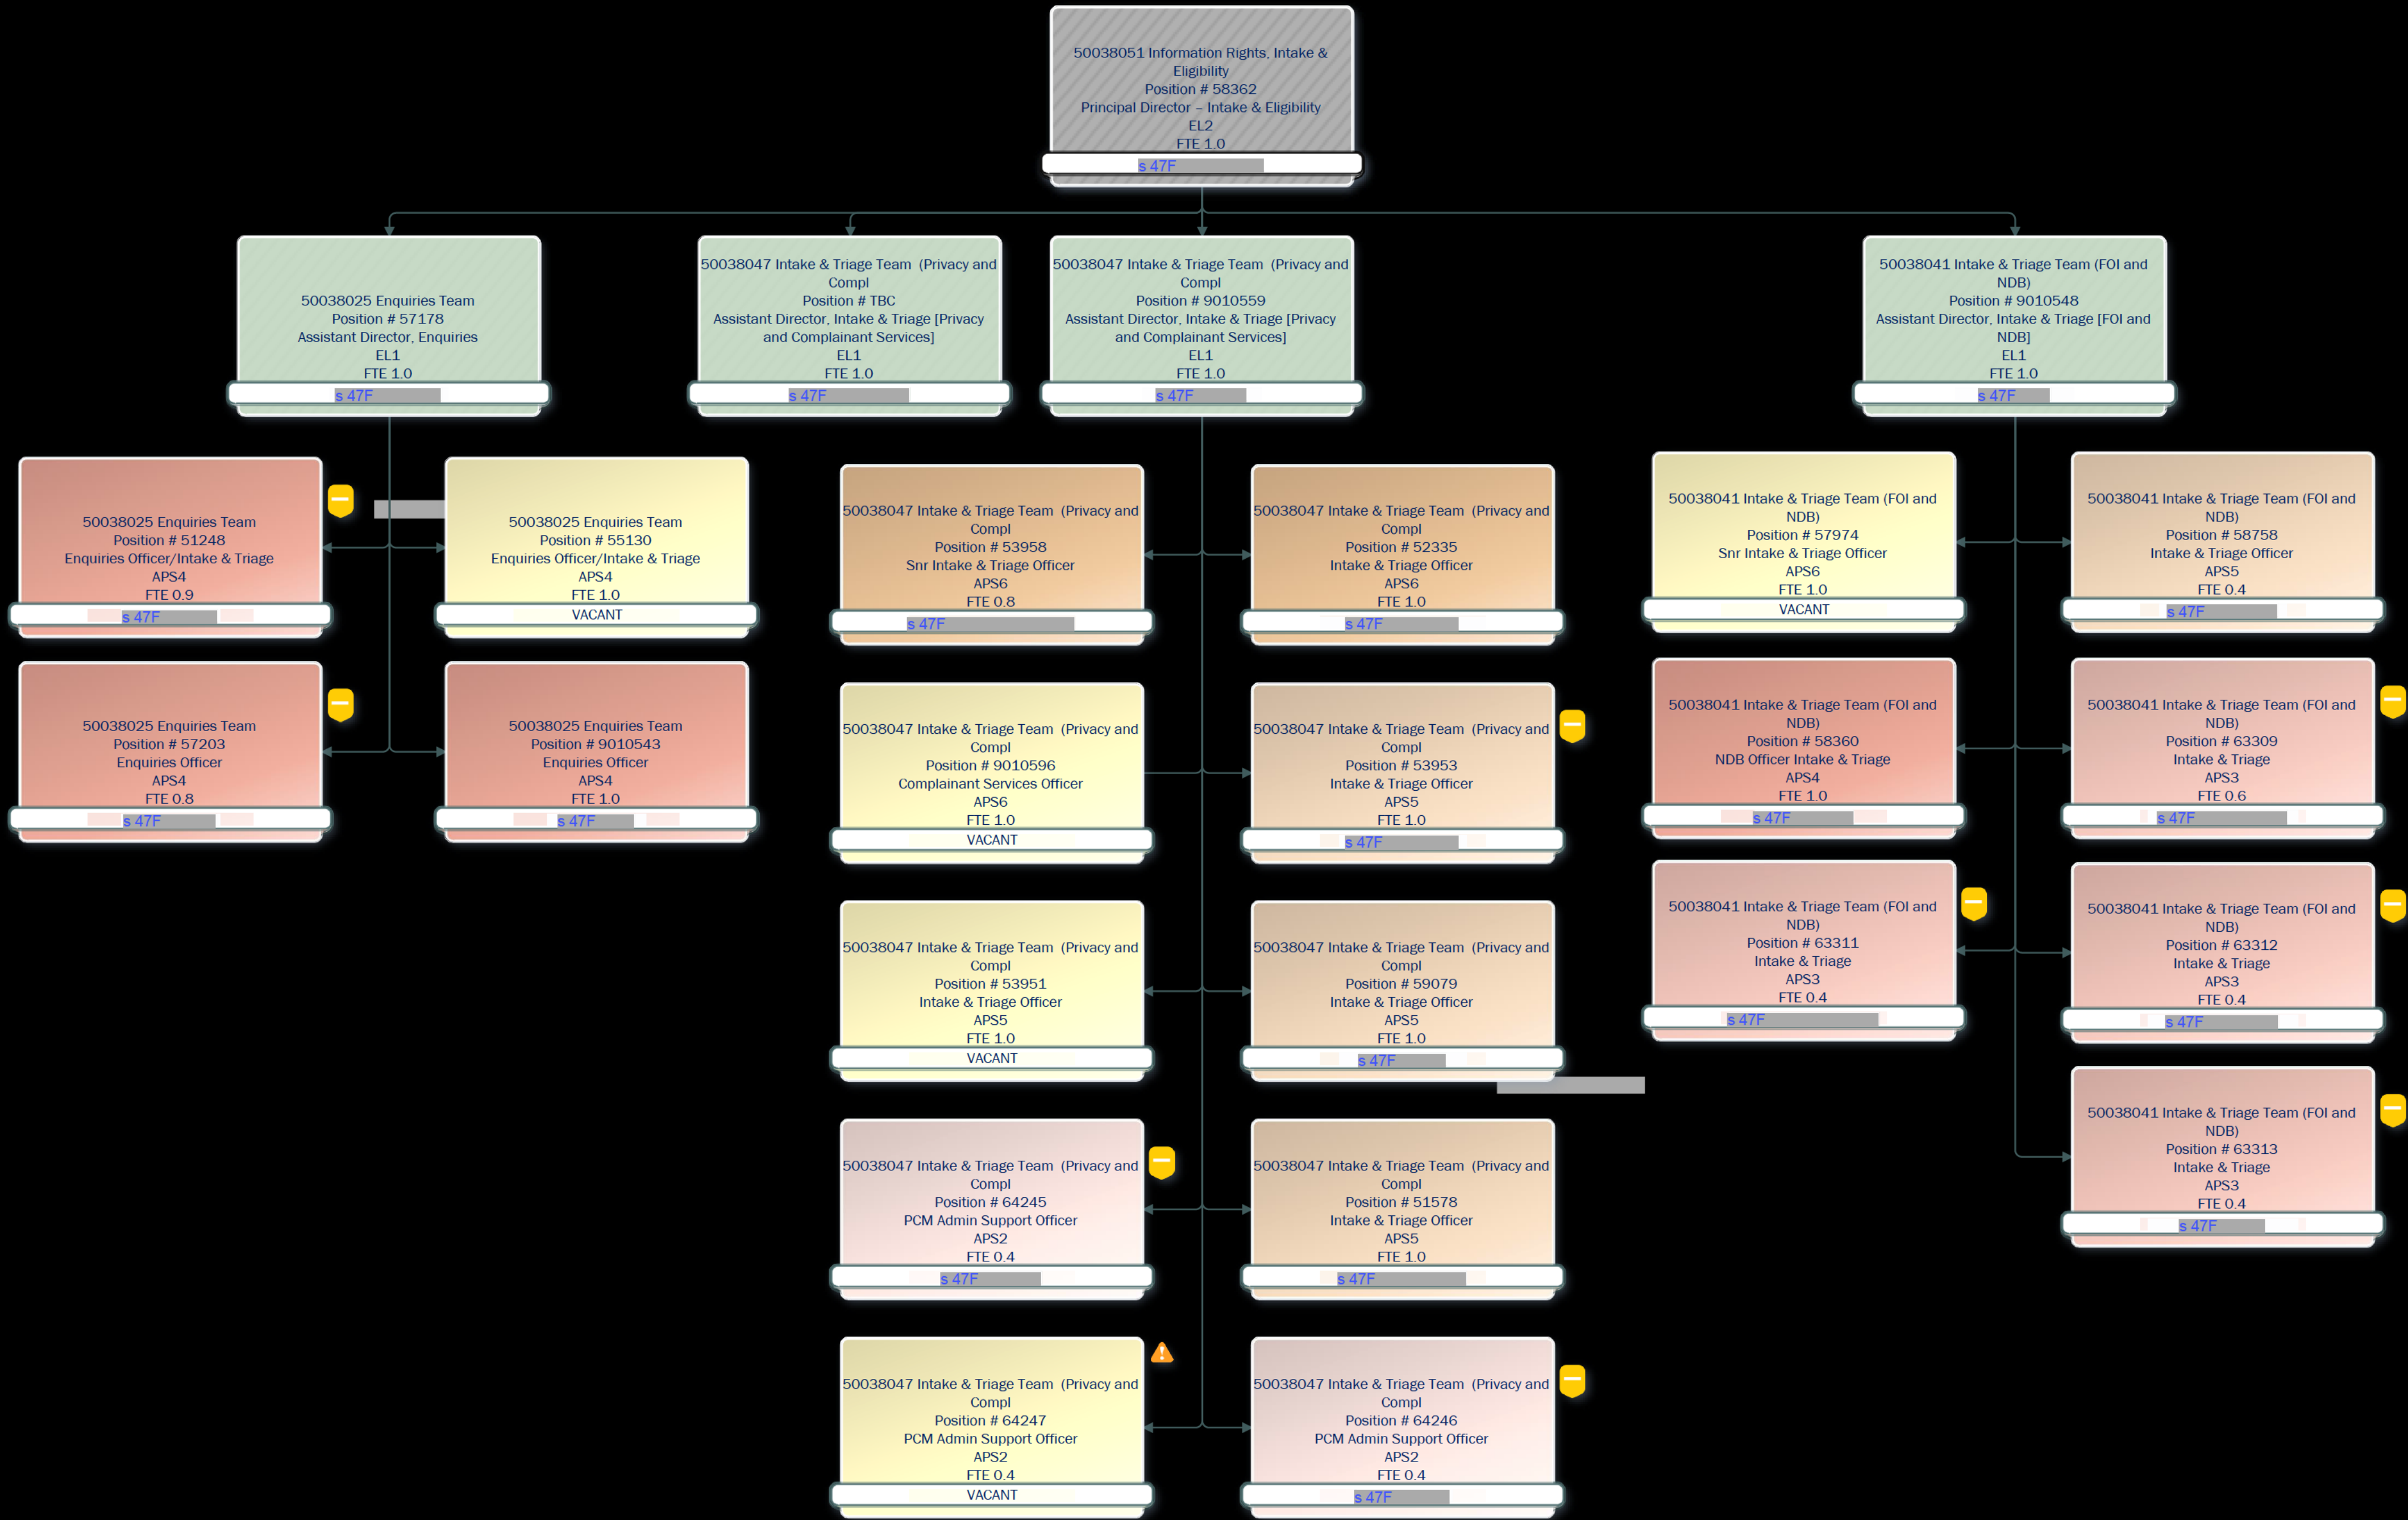 50038051 Information Rights, Intake &
Eligibility
Position # 58362
Principal Director – Intake & Eligibility
EL2
FTE 1.0
s 47F
50038025 Enquiries Team
Position # 57178
Assistant Director, Enquiries
EL1
FTE 1.0
s 47F
50038047 Intake & Triage Team (Privacy and
Compl
Position # TBC
Assistant Director, Intake & Triage [Privacy
and Complainant Services]
EL1
FTE 1.0
s 47F
50038047 Intake & Triage Team (Privacy and
Compl
Position # 9010559
Assistant Director, Intake & Triage [Privacy
and Complainant Services]
EL1
FTE 1.0
s 47F
50038041 Intake & Triage Team (FOI and
NDB)
Position # 9010548
Assistant Director, Intake & Triage [FOI and
NDB]
EL1
FTE 1.0
s 47F
50038025 Enquiries Team
Position # 51248
Enquiries Officer/Intake & Triage
APS4
FTE 0.9
s 47F
50038025 Enquiries Team
Position # 55130
Enquiries Officer/Intake & Triage
APS4
FTE 1.0
VACANT
50038025 Enquiries Team
Position # 57203
Enquiries Officer
APS4
FTE 0.8
s 47F
50038025 Enquiries Team
Position # 9010543
Enquiries Officer
APS4
FTE 1.0
s 47F
50038047 Intake & Triage Team (Privacy and
Compl
Position # 53958
Snr Intake & Triage Officer
APS6
FTE 0.8
s 47F
50038047 Intake & Triage Team (Privacy and
Compl
Position # 52335
Intake & Triage Officer
APS6
FTE 1.0
s 47F
50038047 Intake & Triage Team (Privacy and
Compl
Position # 9010596
Complainant Services Officer
APS6
FTE 1.0
VACANT
50038047 Intake & Triage Team (Privacy and
Compl
Position # 53953
Intake & Triage Officer
APS5
FTE 1.0
s 47F
50038047 Intake & Triage Team (Privacy and
Compl
Position # 53951
Intake & Triage Officer
APS5
FTE 1.0
VACANT
50038047 Intake & Triage Team (Privacy and
Compl
Position # 59079
Intake & Triage Officer
APS5
FTE 1.0
s 47F
50038047 Intake & Triage Team (Privacy and
Compl
Position # 64245
PCM Admin Support Officer
APS2
FTE 0.4
s 47F
50038047 Intake & Triage Team (Privacy and
Compl
Position # 51578
Intake & Triage Officer
APS5
FTE 1.0
s 47F
50038047 Intake & Triage Team (Privacy and
Compl
Position # 64247
PCM Admin Support Officer
APS2
FTE 0.4
VACANT
50038047 Intake & Triage Team (Privacy and
Compl
Position # 64246
PCM Admin Support Officer
APS2
FTE 0.4
s 47F
50038041 Intake & Triage Team (FOI and
NDB)
Position # 57974
Snr Intake & Triage Officer
APS6
FTE 1.0
VACANT
50038041 Intake & Triage Team (FOI and
NDB)
Position # 58758
Intake & Triage Officer
APS5
FTE 0.4
s 47F
50038041 Intake & Triage Team (FOI and
NDB)
Position # 58360
NDB Officer Intake & Triage
APS4
FTE 1.0
s 47F
50038041 Intake & Triage Team (FOI and
NDB)
Position # 63309
Intake & Triage
APS3
FTE 0.6
s 47F
50038041 Intake & Triage Team (FOI and
NDB)
Position # 63311
Intake & Triage
APS3
FTE 0.4
s 47F
50038041 Intake & Triage Team (FOI and
NDB)
Position # 63312
Intake & Triage
APS3
FTE 0.4
s 47F
50038041 Intake & Triage Team (FOI and
NDB)
Position # 63313
Intake & Triage
APS3
FTE 0.4
s 47F